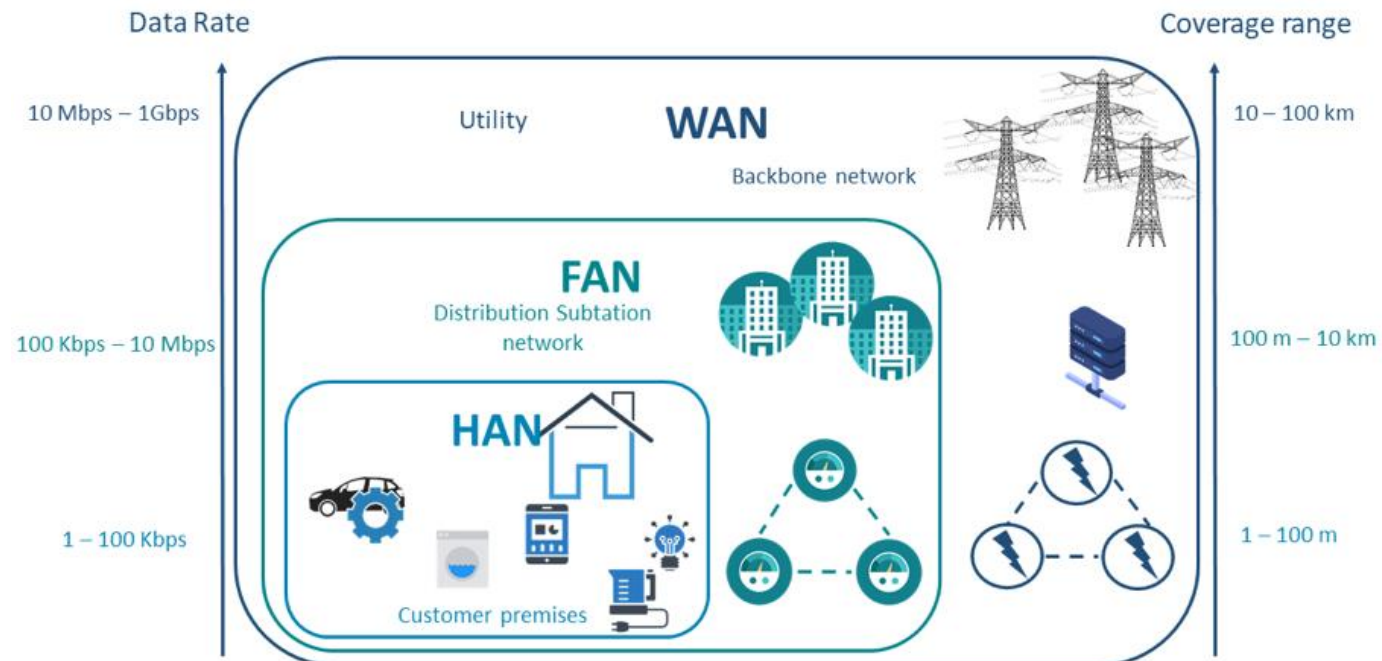 Data Rate
Coverage range
10 Mbps – 1Gbps
Utility
WAN
10 – 100 km
Backbone network
FAN
Distribution Subtation
network
100 Kbps – 10 Mbps
100 m – 10 km
HAN
1 – 100 Kbps
1 – 100 m
Customer premises